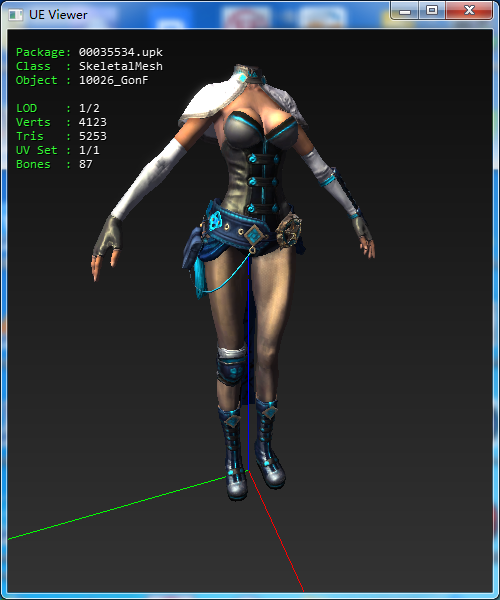 UE Viewer
Package: 00035534.upk
Class : SkeletalMesh
Object : 10026_GonF
LOD : 1/2
Verts : 4123
Tris : 5253
UV Set : 1/1
Bones : 87